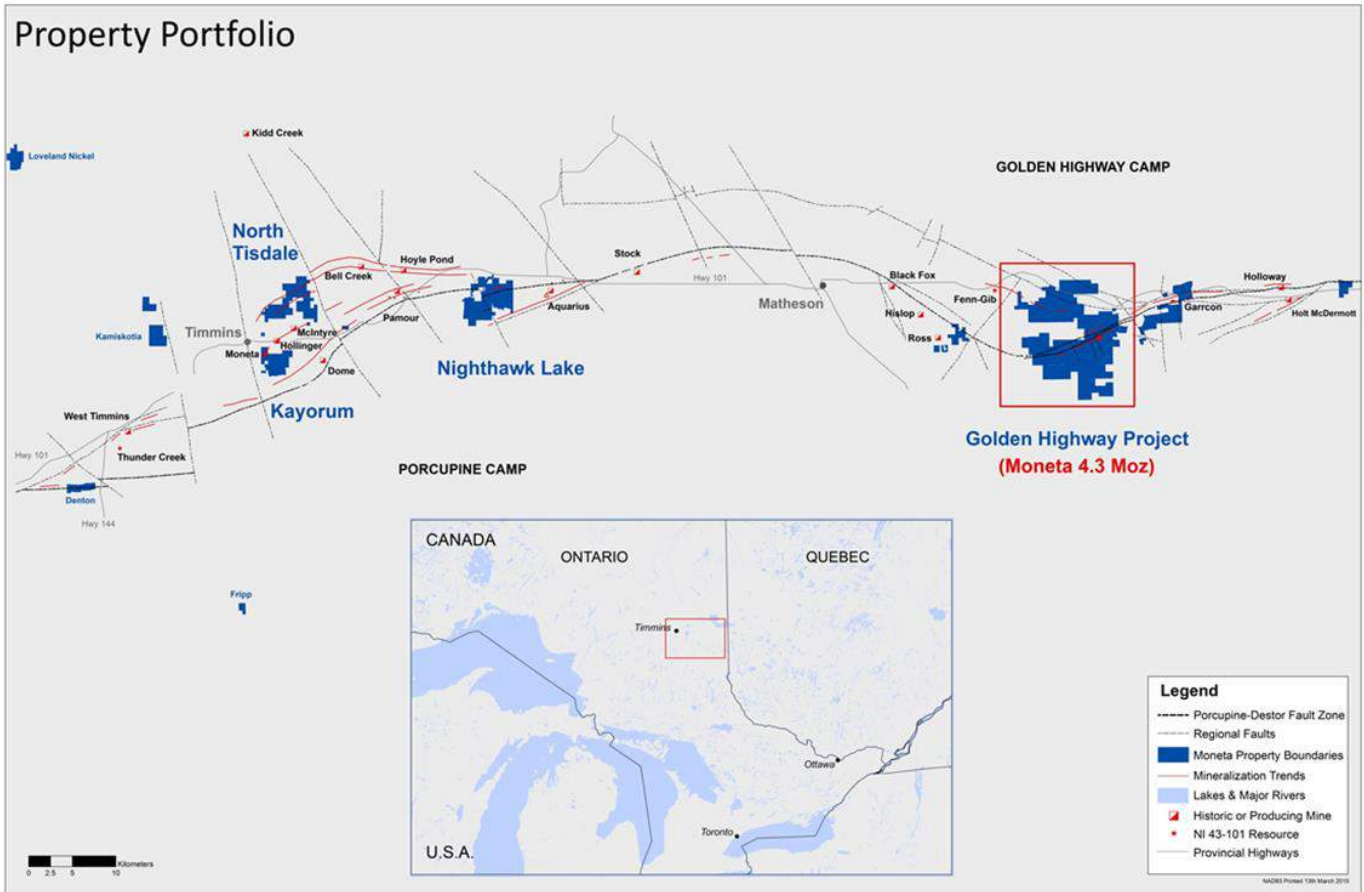 Property Portfolio
Kidd Creek
Loveland Nickel
GOLDEN HIGHWAY CAMP
North
Tisdale
Bell Creek
Hoyle Pond
Stock
Hwy 101
Black Fox
Fenn-Gib
Holloway
Matheson
Aquarius
Garrcon
Holt McDermott
Hislop
Pamour
Kamiskotia
Timmins
McIntyre
Hollinger
Moneta
Ross
Dome
Nighthawk Lake
Kayorum
West Timmins
Golden Highway Project
(Moneta 4.3 Moz)
Hwy 101
Thunder Creek
PORCUPINE CAMP
Denton
Hwy 144
Fripp
CANADA
ONTARIO
QUEBEC
Timmins
Ottawa
Toronto
U.S.A.
Legend
Porcupine-Destor Fault Zone
Regional Faults
Moneta Property Boundaries
Mineralization Trends
Lakes & Major Rivers
Historic or Producing Mine
NI 43-101 Resource
Provincial Highways
Kilometers
0 2.5 5 10